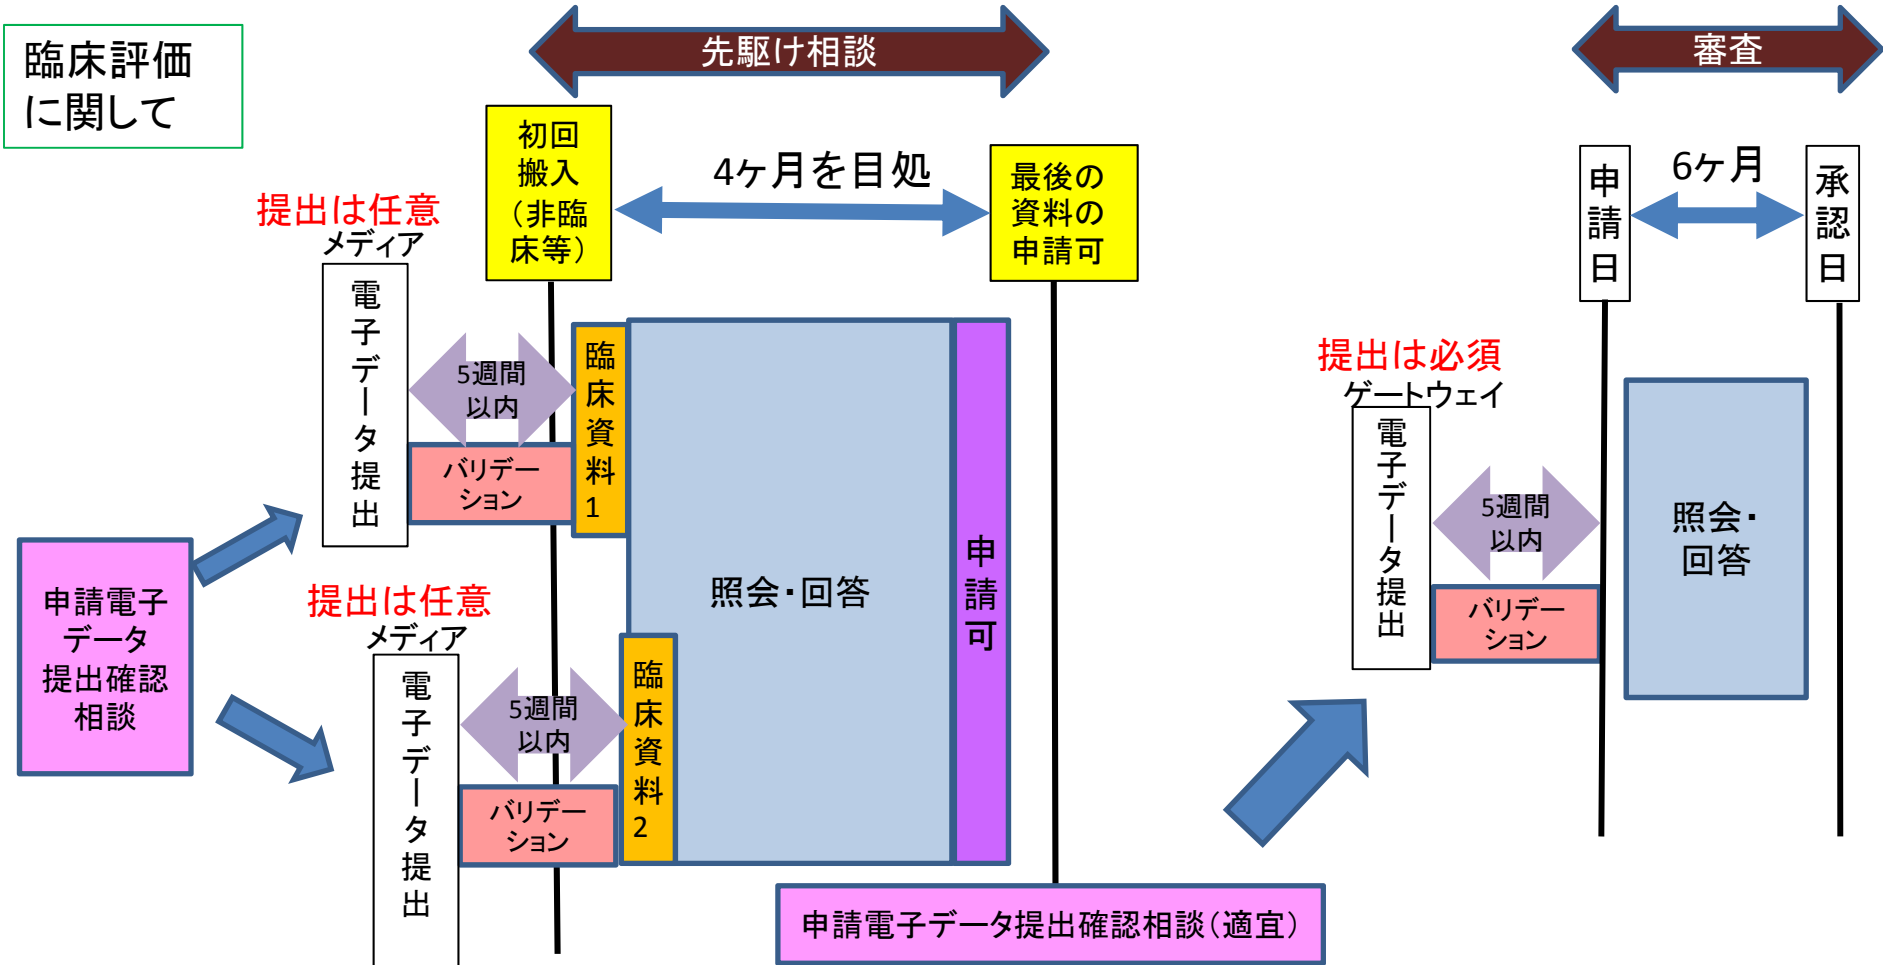 臨床評価
に関して
先駆け相談
審査
初回
搬入
（非臨
床等）
4ヶ月を目処
最後の
資料の
申請可
申請日
6ヶ月
承認日
提出は任意
メディア
電子データ提出
5週間
以内
バリデー
ション
臨床資料1
照会・回答
申請可
申請電子
データ
提出確認
相談
提出は任意
メディア
電子データ提出
5週間
以内
バリデー
ション
臨床資料2
申請電子データ提出確認相談（適宜）
提出は必須
ゲートウェイ
電子データ提出
5週間
以内
バリデー
ション
照会・
回答